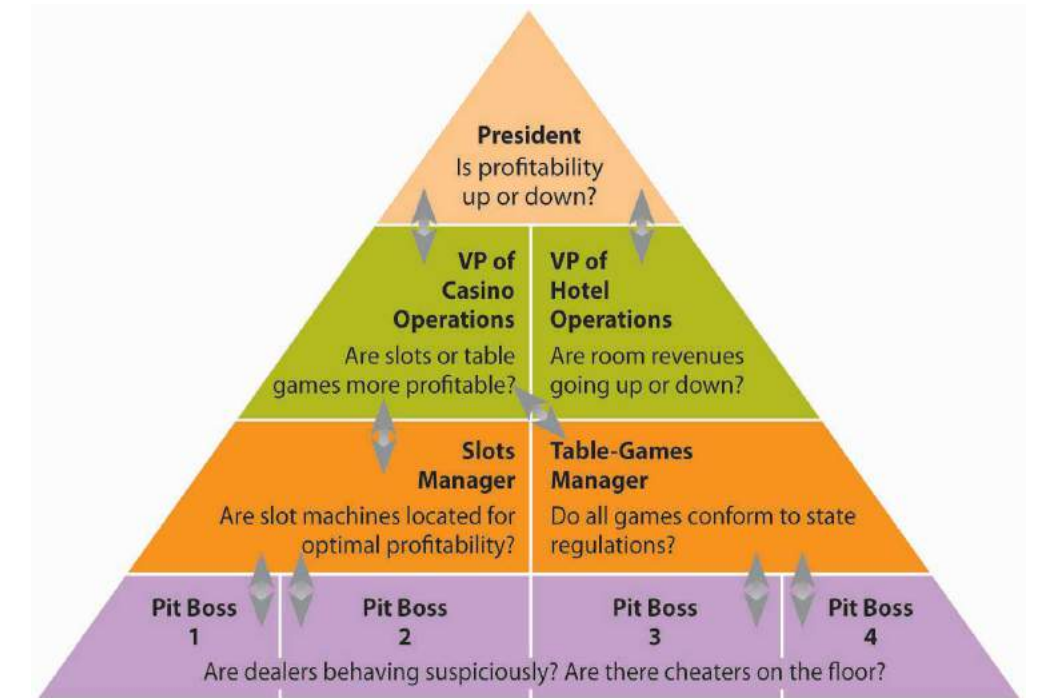 President
Is profitability
up or down?
VP of
Casino
Operations
Are slots or table
games more profitable?
VP of
Hotel
Operations
Are room revenues
going up or down?
Slots
Manager
Are slot machines located for
optimal profitability?
Table-Games
Manager
Do all games conform to state
regulations?
Pit Boss
1
Pit Boss
2
Pit Boss
3
Pit Boss
4
Are dealers behaving suspiciously? Are there cheaters on the floor?